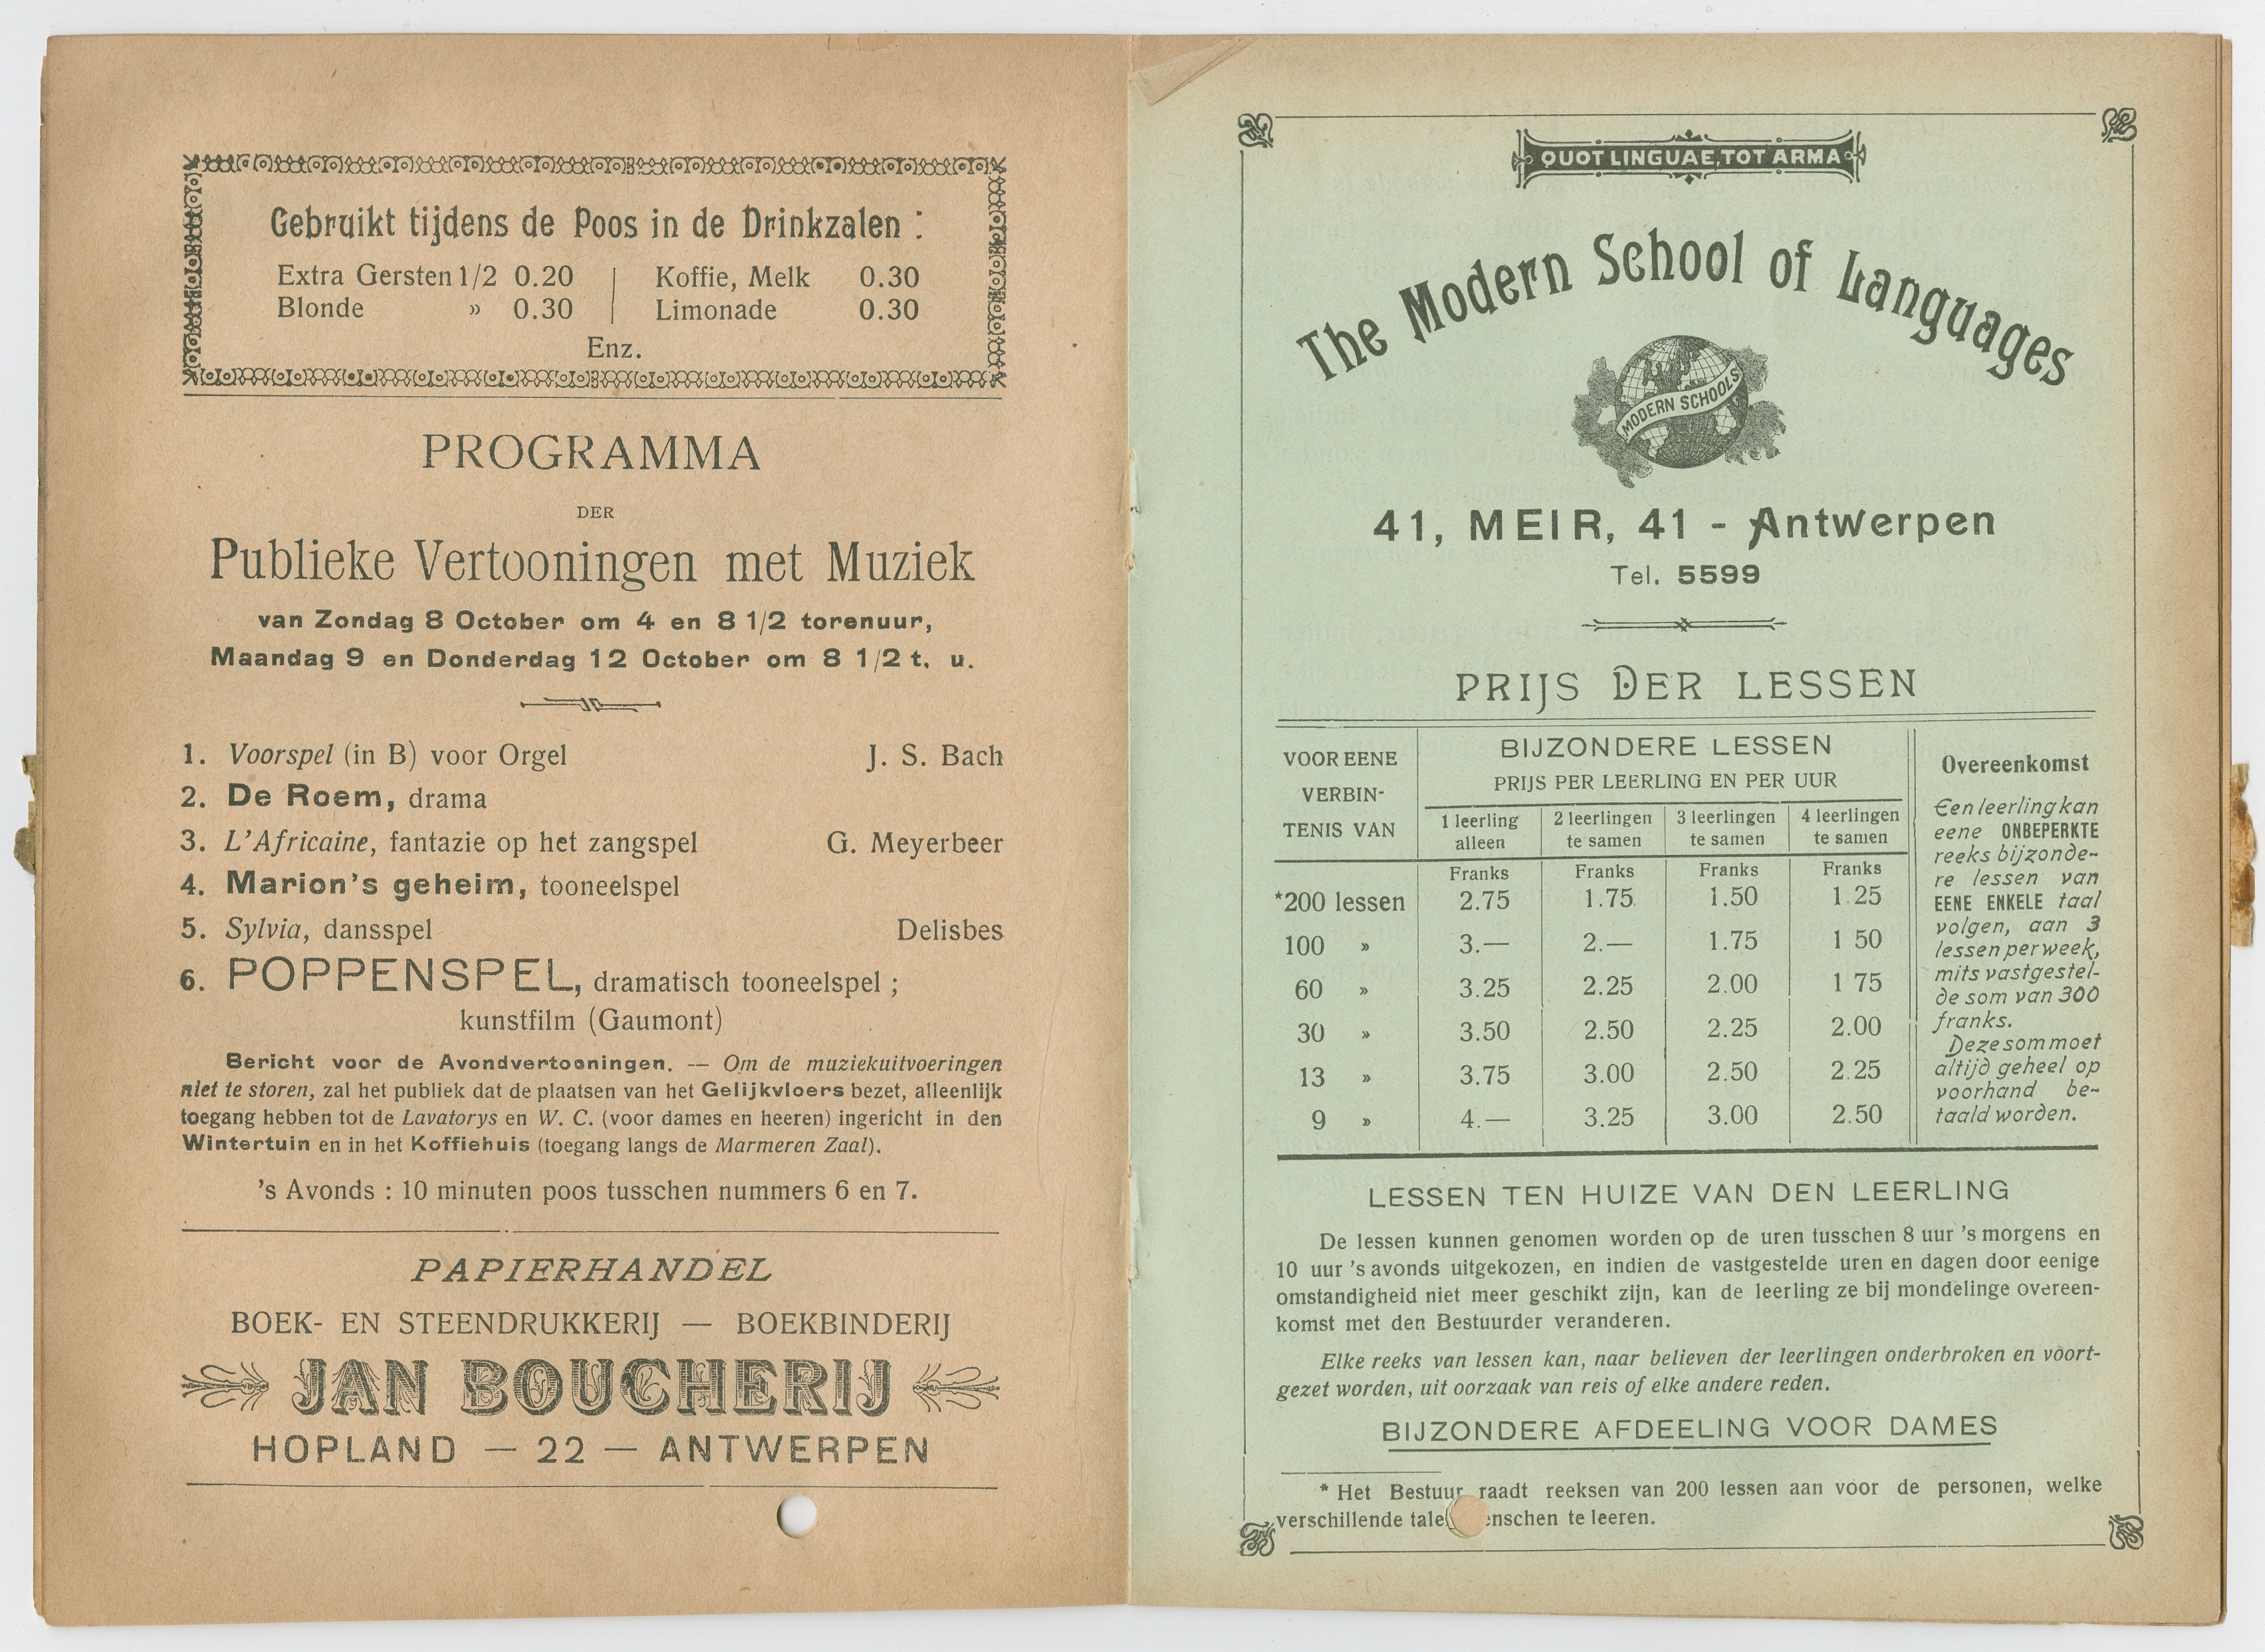 Gebruikt tijdens de Poos in de Drinkzalen :
Extra Gersten 1/2 0.20 | Koffie, Melk 0.30
Blonde » 0.30 | Limonade 0.30
Enz.
PROGRAMMA
DER
Publieke Vertooningen met Muziek
van Zondag 8 October om 4 en 8 1/2 torenuur,
Maandag 9 en Donderdag 12 October om 8 1/2 t. u.
1. Voorspel (in B) voor Orgel J. S. Bach
2. De Roem, drama
3. L'Africaine, fantazie op het zangspel G. Meyerbeer
4. Marion's geheim, tooneelspel
5. Sylvia, dansspel Delisbes
6. POPPENSPEL, dramatisch tooneelspel ;
kunstfilm (Gaumont)
Bericht voor de Avondvertooningen. — Om de muziekuitvoeringen
niet te storen, zal het publiek dat de plaatsen van het Gelijkvloers bezet, alleenlijk
toegang hebben tot de Lavatorys en W. C. (voor dames en heeren) ingericht in den
Wintertuin en in het Koffiehuis (toegang langs de Marmeren Zaal).
's Avonds : 10 minuten poos tusschen nummers 6 en 7.
PAPIERHANDEL
BOEK- EN STEENDRUKKERIJ — BOEKBINDERIJ
JAN BOUCHERIJ
HOPLAND — 22 — ANTWERPEN
QUOT LINGUAE, TOT ARMA
The Modern School of Languages
MODERN SCHOOLS
41, MEIR, 41 - Antwerpen
Tel. 5599
PRIJS DER LESSEN
VOOR EENE
VERBIN-
TENIS VAN
BIJZONDERE LESSEN
PRIJS PER LEERLING EN PER UUR
1 leerling 2 leerlingen 3 leerlingen 4 leerlingen
alleen te samen te samen te samen
Franks Franks Franks Franks
*200 lessen 2.75 1.75 1.50 1.25
100 » 3.— 2.— 1.75 1 50
60 » 3.25 2.25 2.00 1 75
30 » 3.50 2.50 2.25 2.00
13 » 3.75 3.00 2.50 2.25
9 » 4.— 3.25 3.00 2.50
Overeenkomst
Een leerling kan
eene ONBEPERKTE
reeks bijzonde-
re lessen van
EENE ENKELE taal
volgen, aan 3
lessen per week,
mits vastgestel-
de som van 300
franks.
Deze som moet
altijd geheel op
voorhand be-
taald worden.
LESSEN TEN HUIZE VAN DEN LEERLING
De lessen kunnen genomen worden op de uren tusschen 8 uur 's morgens en
10 uur 's avonds uitgekozen, en indien de vastgestelde uren en dagen door eenige
omstandigheid niet meer geschikt zijn, kan de leerling ze bij mondelinge overeen-
komst met den Bestuurder veranderen.
Elke reeks van lessen kan, naar believen der leerlingen onderbroken en voort-
gezet worden, uit oorzaak van reis of elke andere reden.
BIJZONDERE AFDEELING VOOR DAMES
* Het Bestuur raadt reeksen van 200 lessen aan voor de personen, welke
verschillende te leeren.